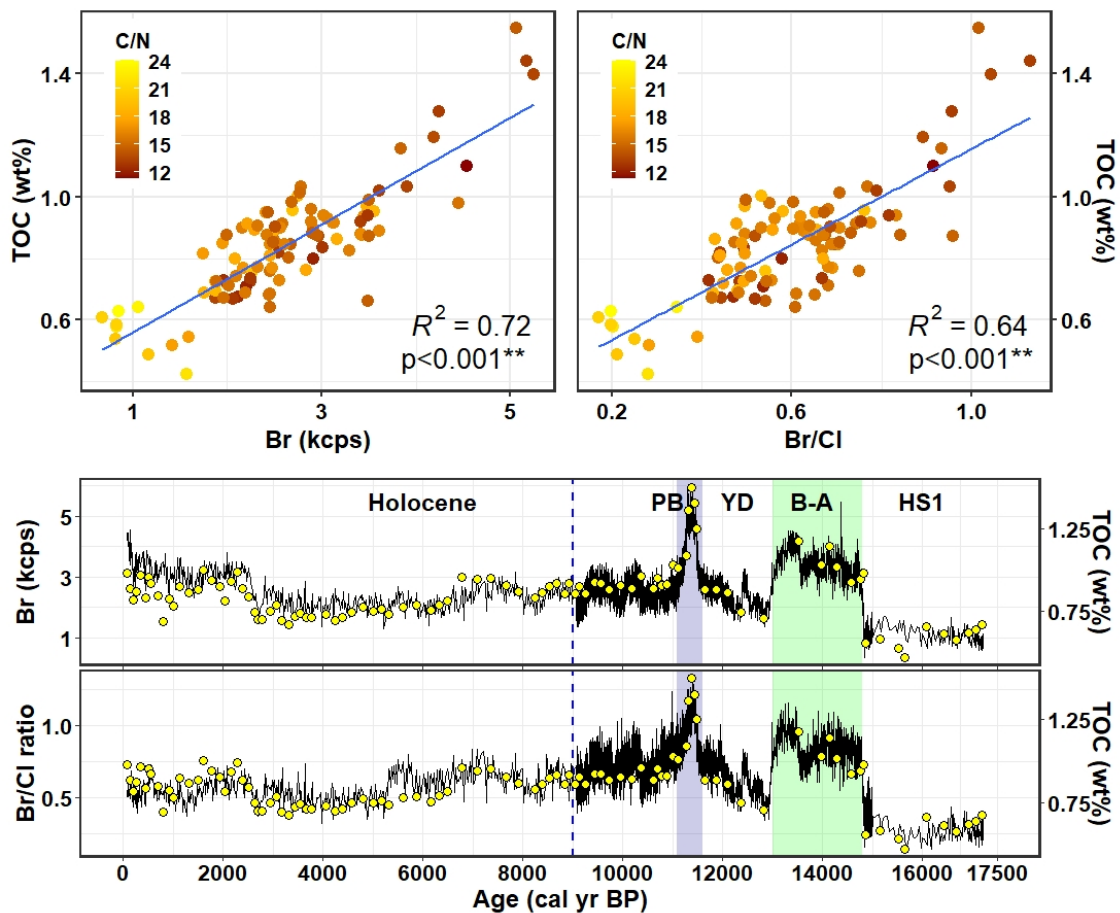 C/N
24
21
18
15
12
1.4
1.0
0.6
TOC (wt%)
R² = 0.72
p<0.001**
1
3
5
Br (kcps)
C/N
24
21
18
15
12
1.4
1.0
0.6
TOC (wt%)
R² = 0.64
p<0.001**
0.2
0.6
1.0
Br/Cl
Holocene
PB
YD
B-A
HS1
Br (kcps)
5
3
1
1.25
0.75
TOC (wt%)
Br/Cl ratio
1.0
0.5
1.25
0.75
TOC (wt%)
0
2000
4000
6000
8000
10000
12000
14000
16000
17500
Age (cal yr BP)